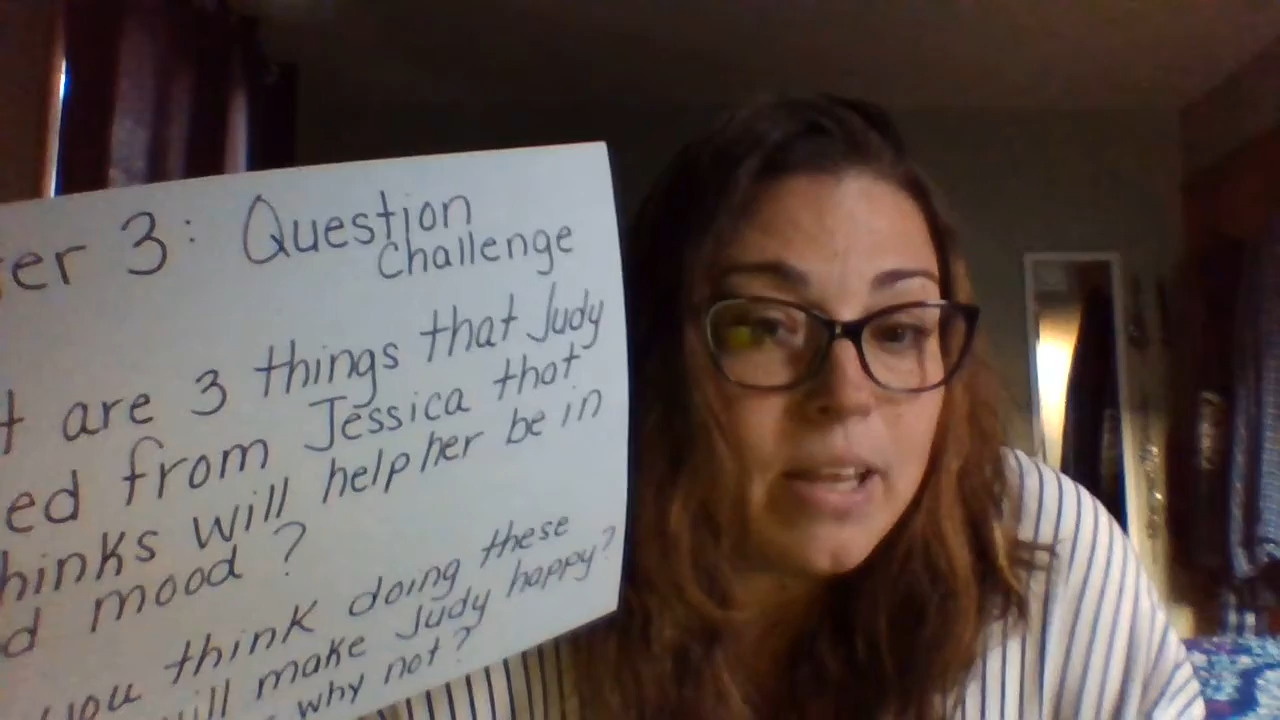 er 3: Question
Challenge
t are 3 things that Judy
ed from Jessica that
hinks will help her be in
d mood?
you think doing these
ill make Judy happy?
why not?